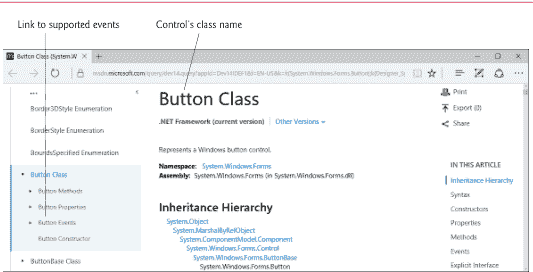 Link to supported events
Control's class name
Button Class (System.W
Button Class
.NET Framework (current version)
Other Versions
Represents a Windows button control.
Namespace: System.Windows.Forms
Assembly: System.Windows.Forms (in System.Windows.Forms.dll)
Inheritance Hierarchy
System.Object
System.MarshalByRefObject
System.ComponentModel.Component
System.Windows.Forms.Control
System.Windows.Forms.ButtonBase
System.Windows.Forms.Button
Border3DStyle Enumeration
BorderStyle Enumeration
BoundsSpecified Enumeration
Button Class
Button Methods
Button Properties
Button Events
Button Constructor
ButtonBase Class
Print
Export (0)
Share
IN THIS ARTICLE
Inheritance Hierarchy
Syntax
Constructors
Properties
Methods
Events
Explicit Interface